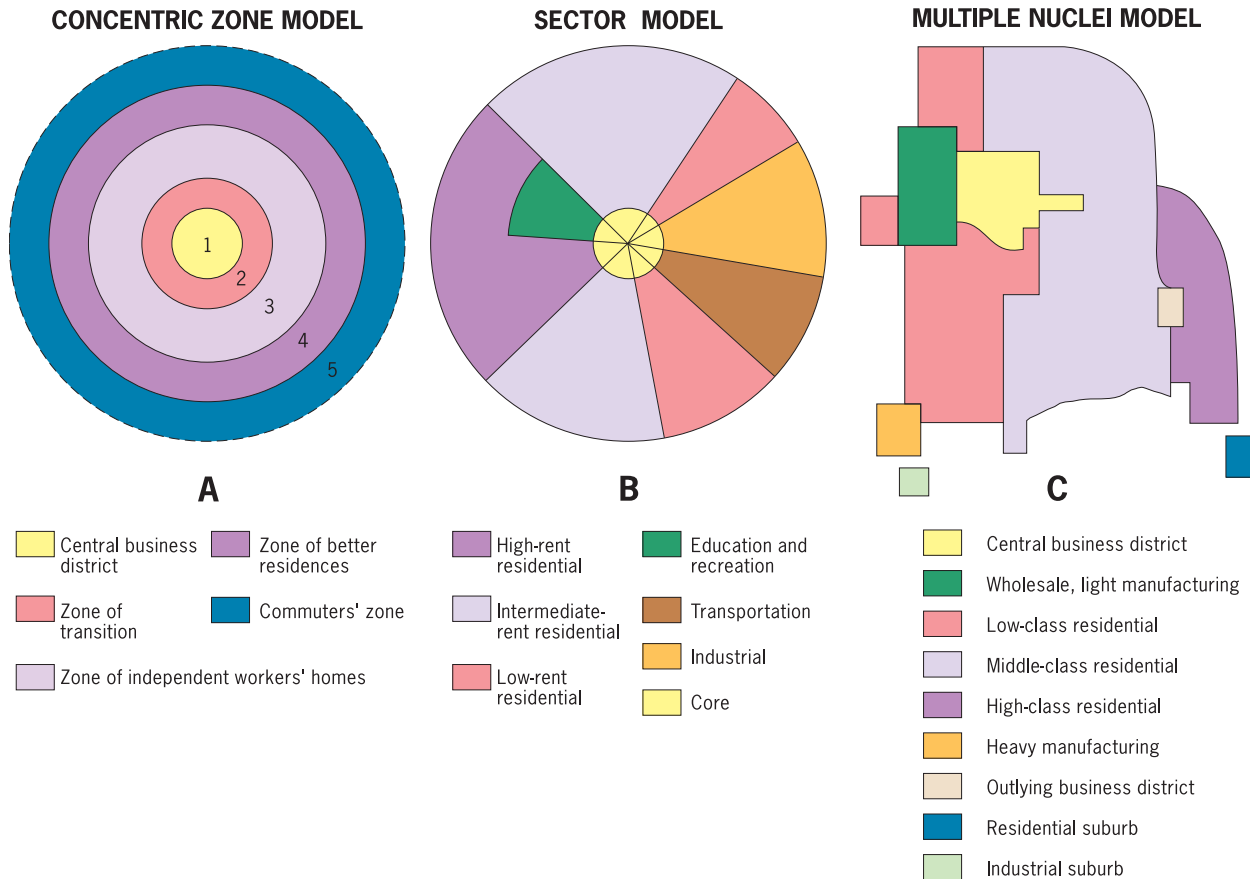 CONCENTRIC ZONE MODEL
SECTOR MODEL
MULTIPLE NUCLEI MODEL
1
2
3
4
5
A
B
C
Central business
district
Zone of better
residences
Zone of
transition
Commuters' zone
Zone of independent workers' homes
High-rent
residential
Education and
recreation
Intermediate-
rent residential
Transportation
Low-rent
residential
Industrial
Core
Central business district
Wholesale, light manufacturing
Low-class residential
Middle-class residential
High-class residential
Heavy manufacturing
Outlying business district
Residential suburb
Industrial suburb